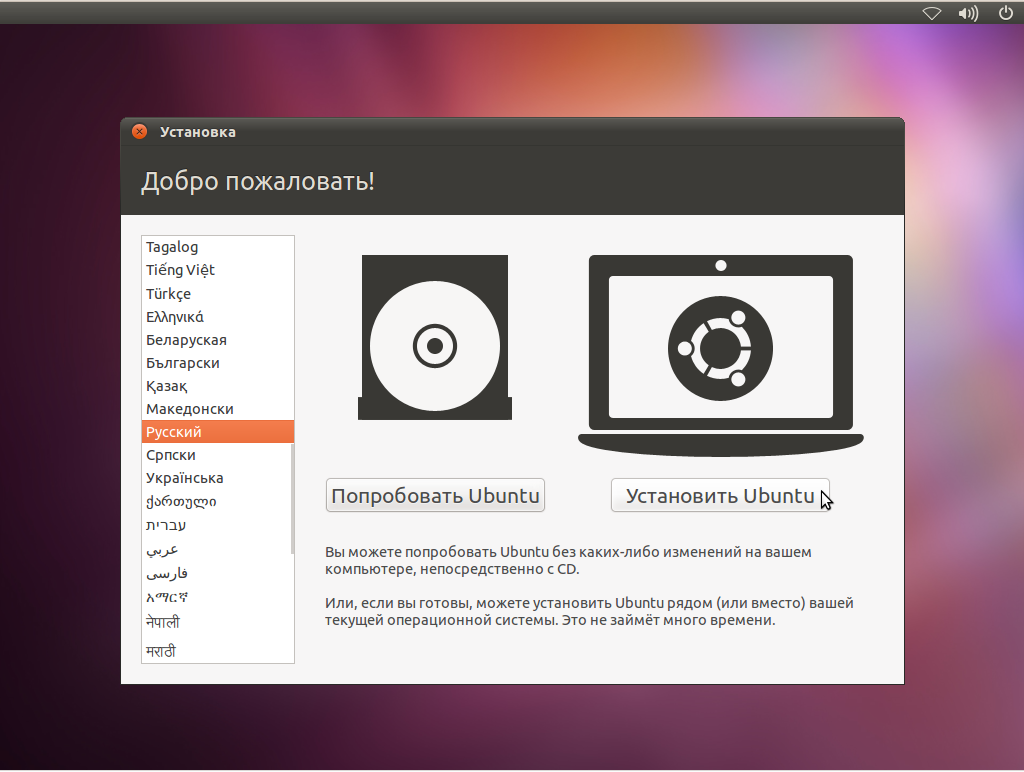 Установка
Добро пожаловать!
Tagalog
Tiếng Việt
Türkçe
Ελληνικά
Беларуская
Български
Қазақ
Македонски
Русский
Српски
Українська
ქართული
עברית
عربي
فارسی
አማርኛ
नेपाली
मराठी
Попробовать Ubuntu
Установить Ubuntu
Вы можете попробовать Ubuntu без каких-либо изменений на вашем
компьютере, непосредственно с CD.
Или, если вы готовы, можете установить Ubuntu рядом (или вместо) вашей
текущей операционной системы. Это не займёт много времени.